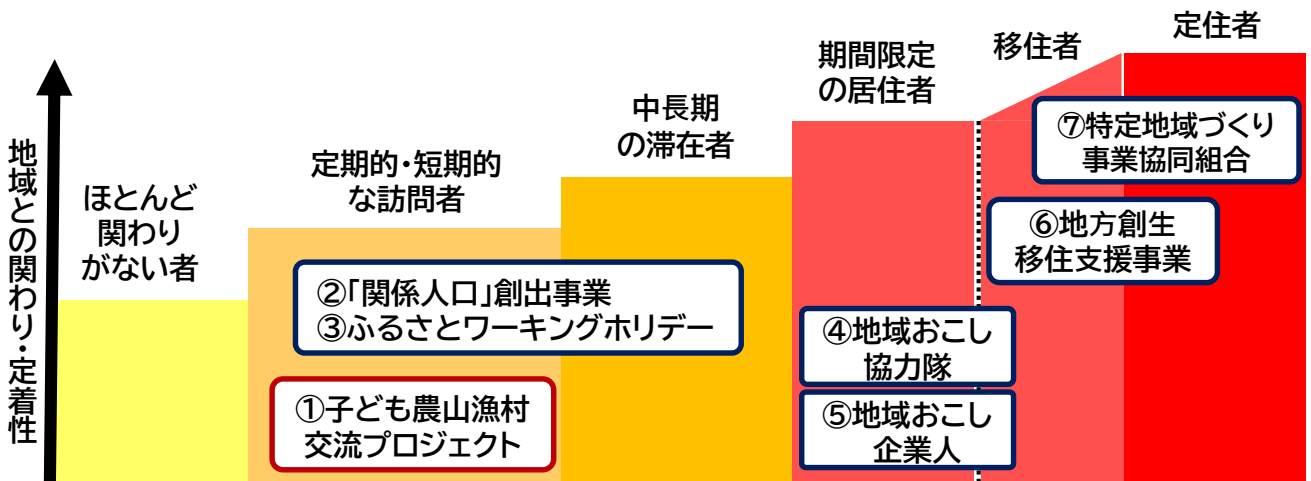 地域との関わり・定着性
ほとんど
関わり
がない者
定期的・短期的
な訪問者
中長期
の滞在者
期間限定
の居住者
移住者
定住者
①子ども農山漁村
交流プロジェクト
②「関係人口」創出事業
③ふるさとワーキングホリデー
④地域おこし
協力隊
⑤地域おこし
企業人
⑥地方創生
移住支援事業
⑦特定地域づくり
事業協同組合